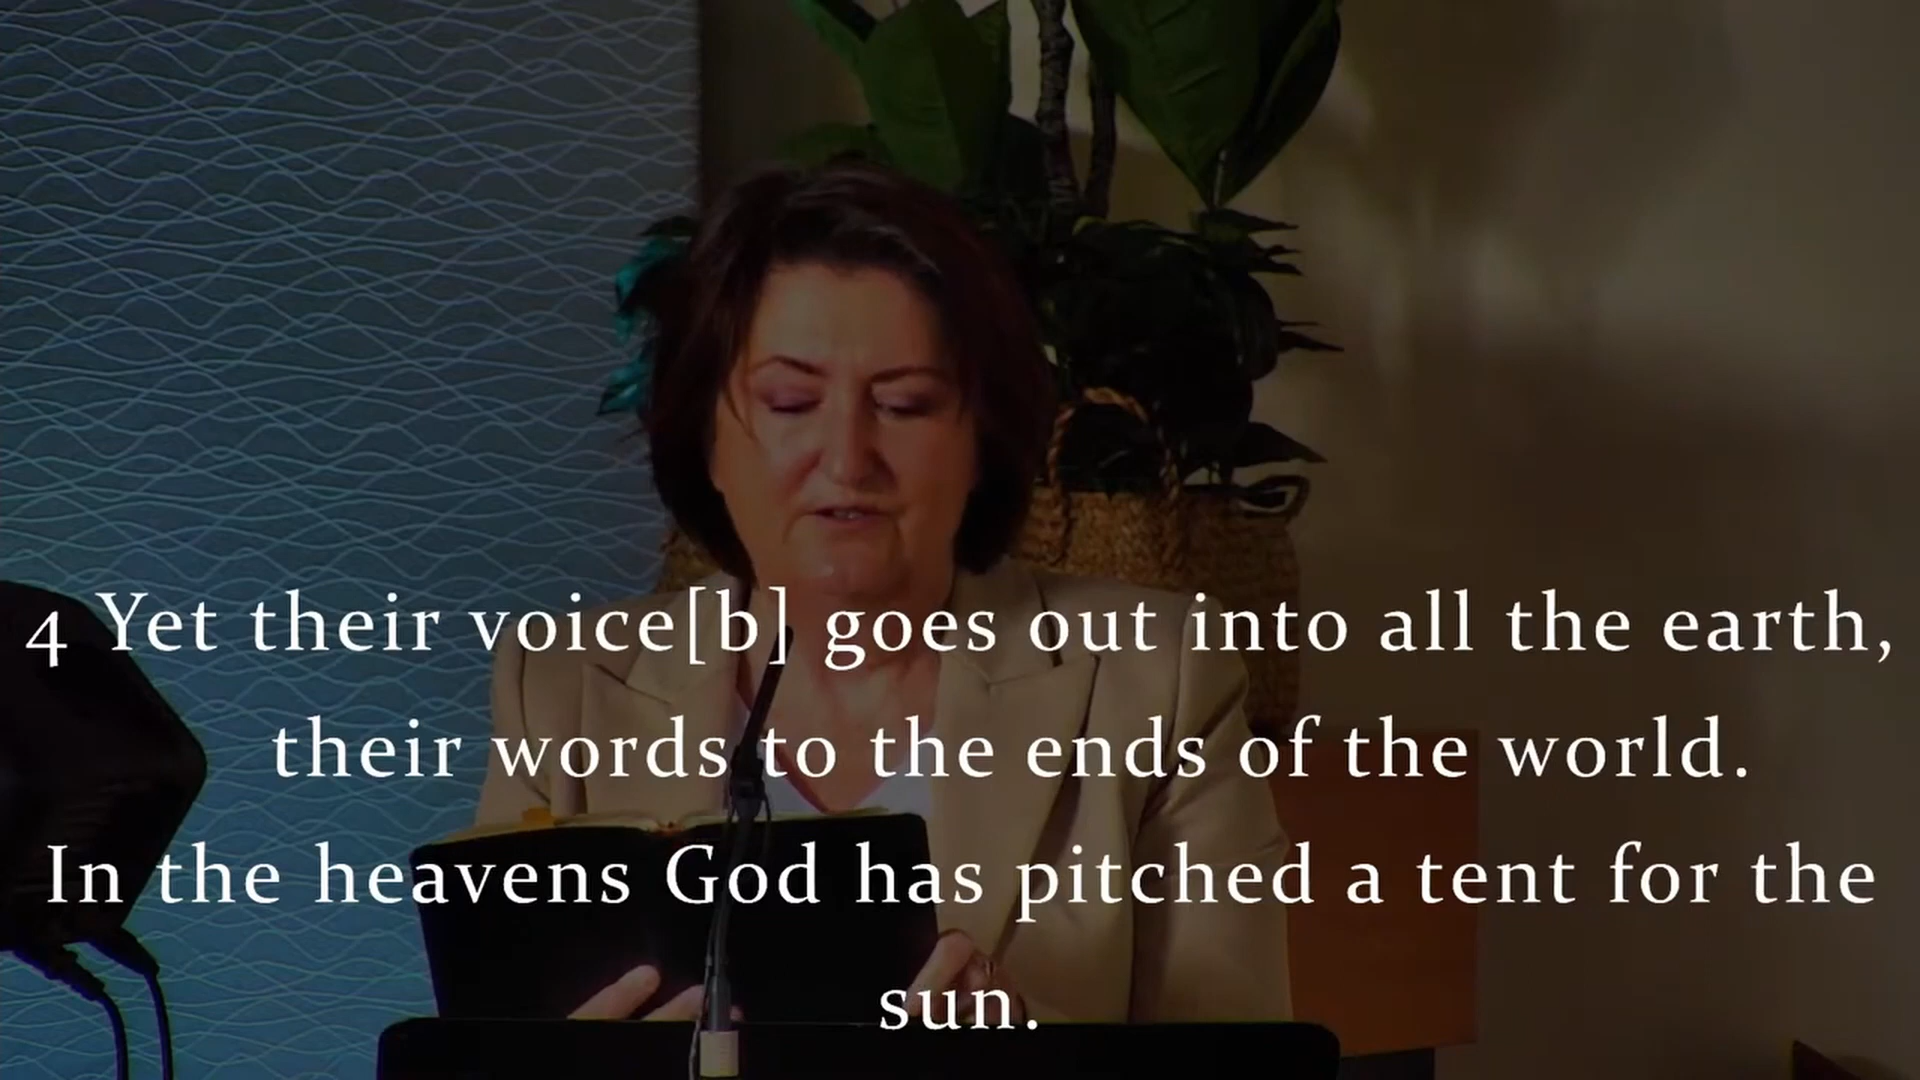 4 Yet their voice[b] goes out into all the earth,
their words to the ends of the world.
In the heavens God has pitched a tent for the
sun.